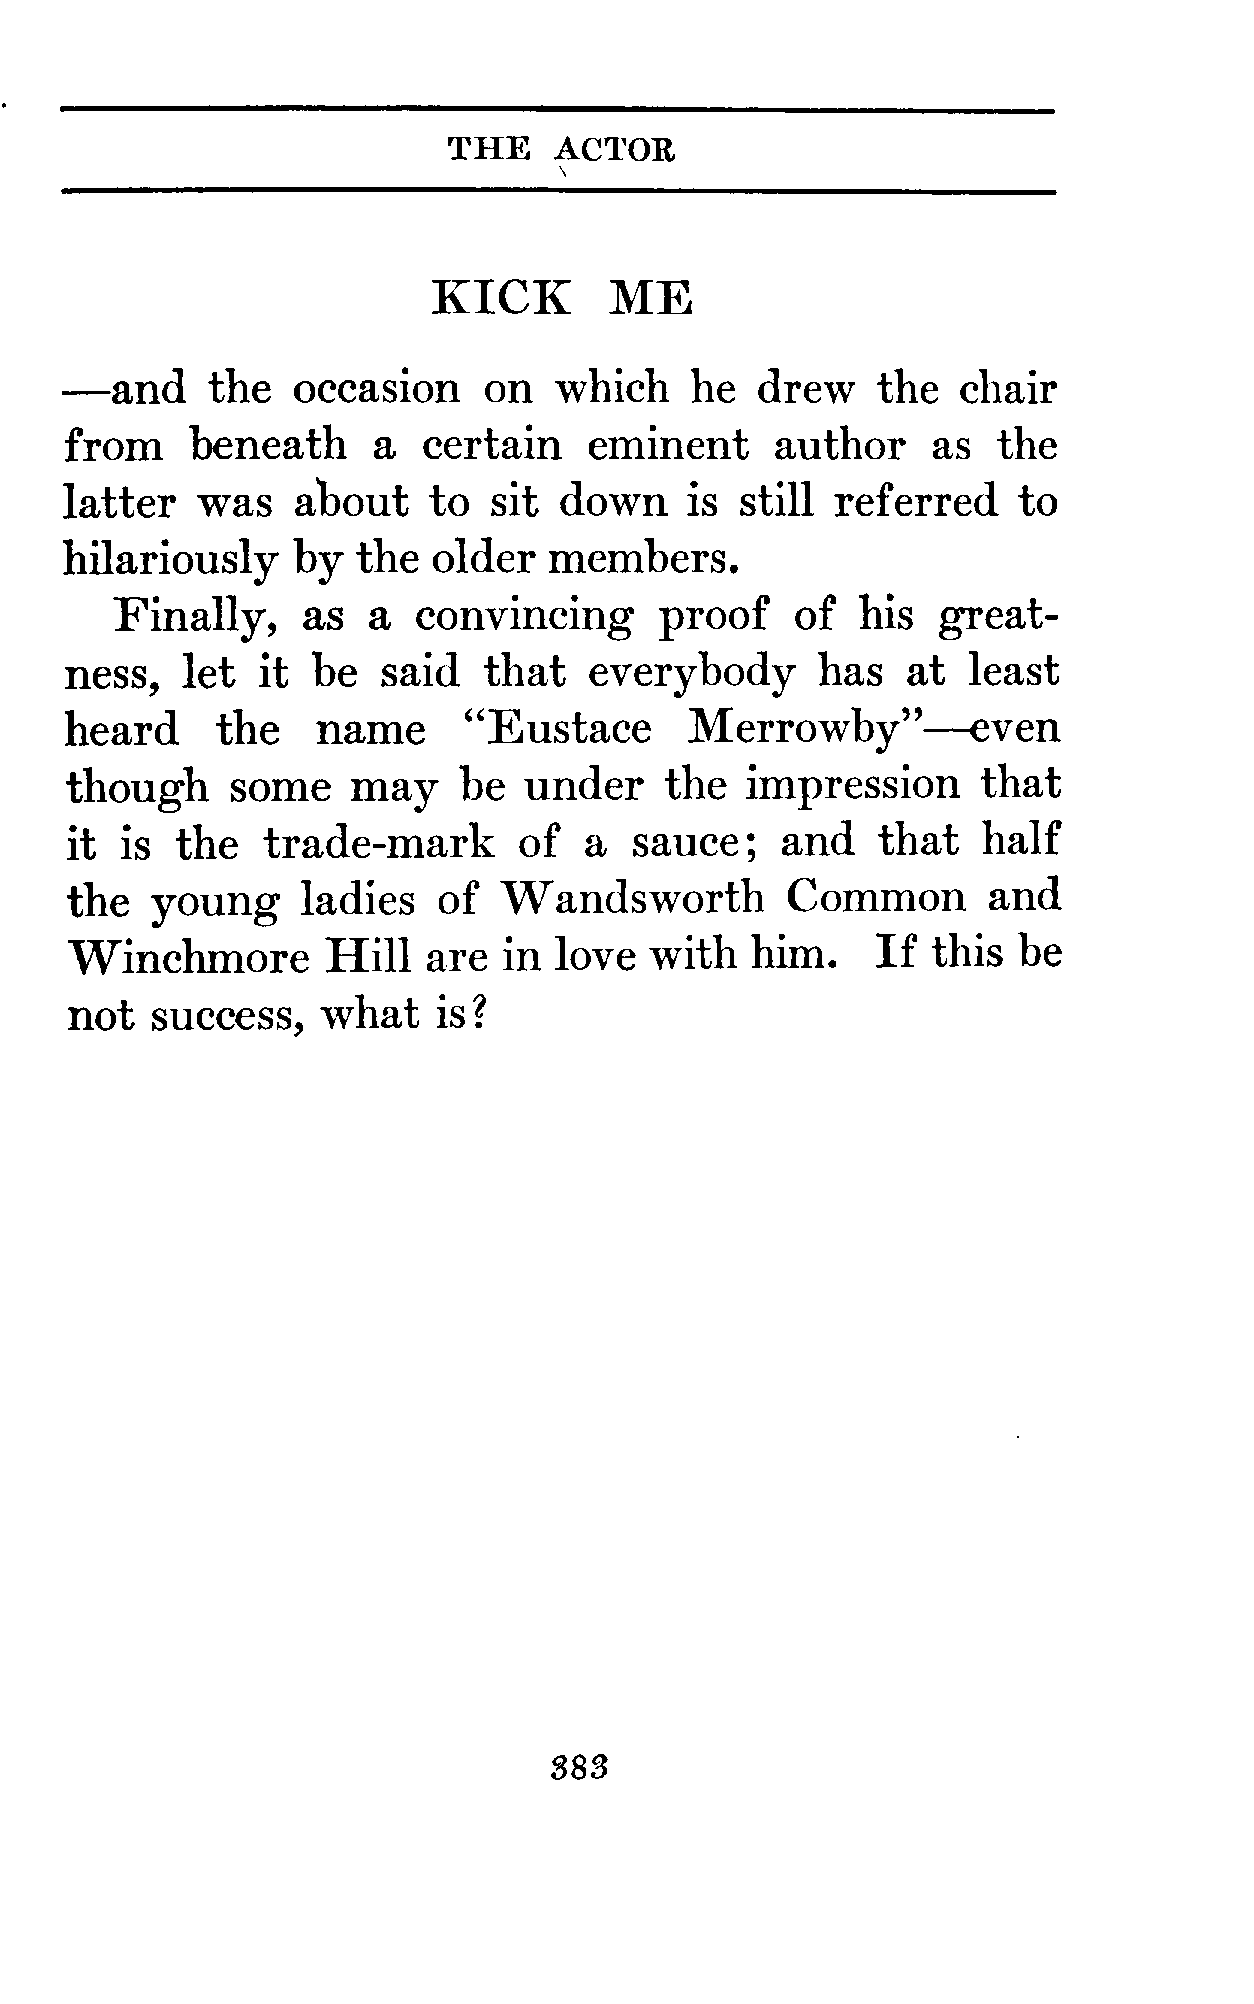 THE ACTOR
KICK ME
—and the occasion on which he drew the chair
from beneath a certain eminent author as the
latter was about to sit down is still referred to
hilariously by the older members.
Finally, as a convincing proof of his great-
ness, let it be said that everybody has at least
heard the name "Eustace Merrowby"—even
though some may be under the impression that
it is the trade-mark of a sauce; and that half
the young ladies of Wandsworth Common and
Winchmore Hill are in love with him. If this be
not success, what is?
383